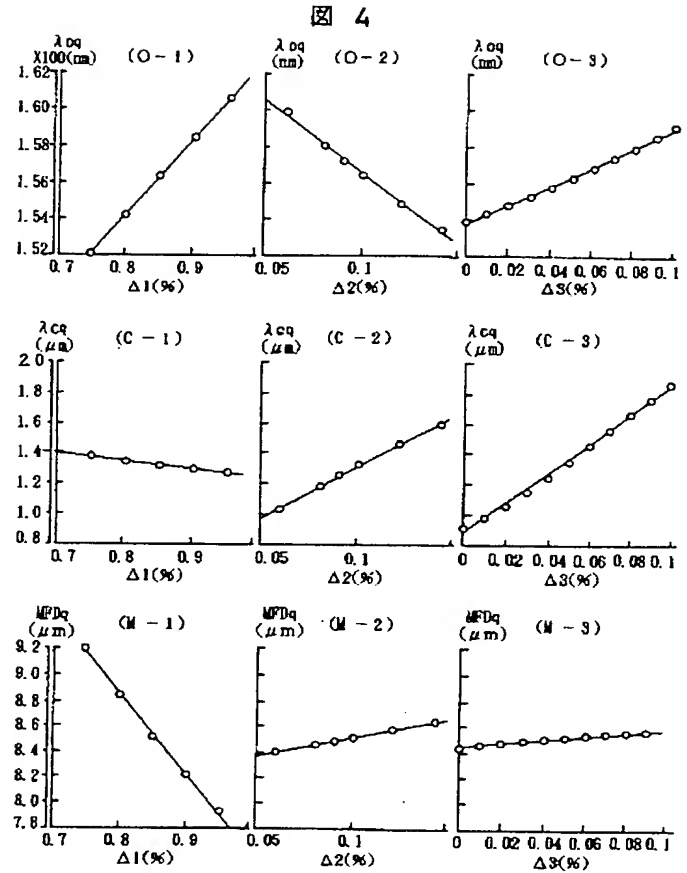 図 4
λoq
X100(nm)
(O-1)
1.62
1.60
1.58
1.56
1.54
1.52
0.7 0.8 0.9
Δ1(%)
λoq
(nm)
(O-2)
0.05 0.1
Δ2(%)
λoq
(nm)
(O-3)
0 0.02 0.04 0.06 0.08 0.1
Δ3(%)
λcq
(μm)
(C-1)
2.0
1.8
1.6
1.4
1.2
1.0
0.8
0.7 0.8 0.9
Δ1(%)
λcq
(μm)
(C-2)
0.05 0.1
Δ2(%)
λcq
(μm)
(C-3)
0 0.02 0.04 0.06 0.08 0.1
Δ3(%)
MFDq
(μm)
(M-1)
9.2
9.0
8.8
8.6
8.4
8.2
8.0
7.8
0.7 0.8 0.9
Δ1(%)
MFDq
(μm)
(M-2)
0.05 0.1
Δ2(%)
MFDq
(μm)
(M-3)
0 0.02 0.04 0.06 0.08 0.1
Δ3(%)